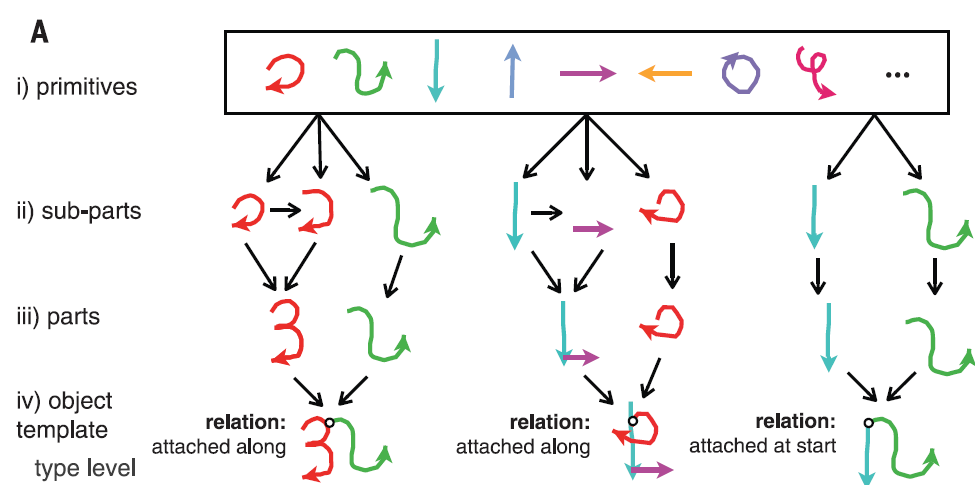 A
i) primitives
...
ii) sub-parts
iii) parts
iv) object
template
type level
relation:
attached along
relation:
attached along
relation:
attached at start